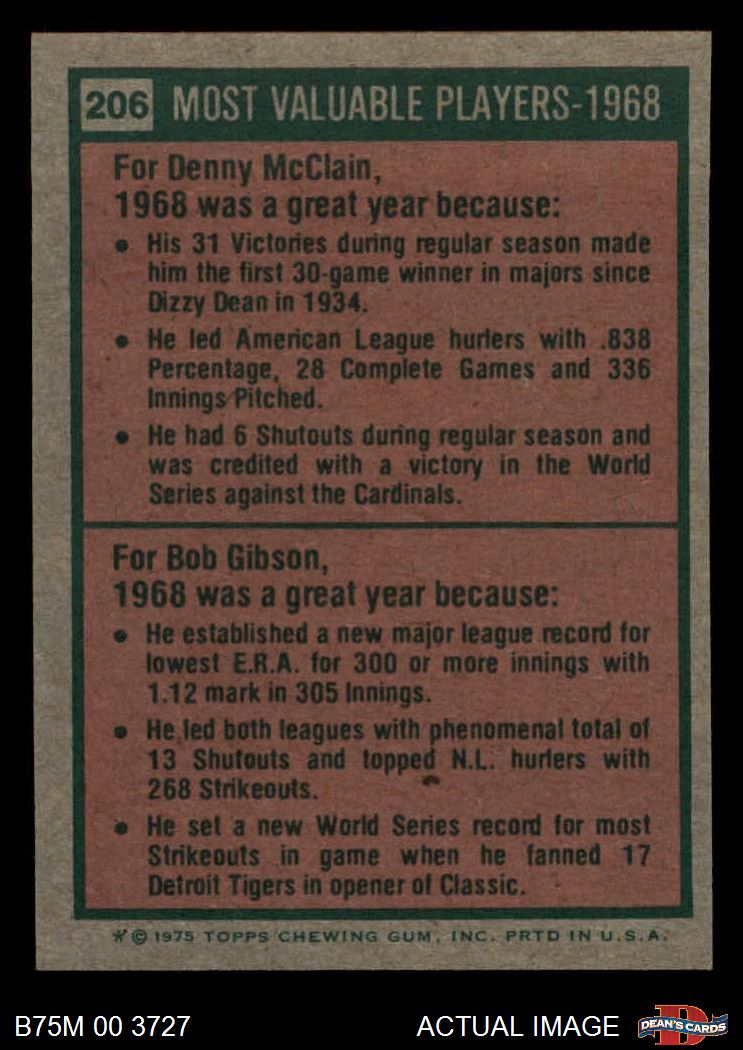 206 MOST VALUABLE PLAYERS-1968
For Denny McClain,
1968 was a great year because:
• His 31 Victories during regular season made
him the first 30-game winner in majors since
Dizzy Dean in 1934.
• He led American League hurlers with .838
Percentage, 28 Complete Games and 336
Innings Pitched.
• He had 6 Shutouts during regular season and
was credited with a victory in the World
Series against the Cardinals.
For Bob Gibson,
1968 was a great year because:
• He established a new major league record for
lowest E.R.A. for 300 or more innings with
1.12 mark in 305 Innings.
• He led both leagues with phenomenal total of
13 Shutouts and topped N.L. hurlers with
268 Strikeouts.
• He set a new World Series record for most
Strikeouts in game when he fanned 17
Detroit Tigers in opener of Classic.
* © 1975 TOPPS CHEWING GUM, INC. PRTD IN U.S.A.
B75M 00 3727 ACTUAL IMAGE DEAN'S CARDS